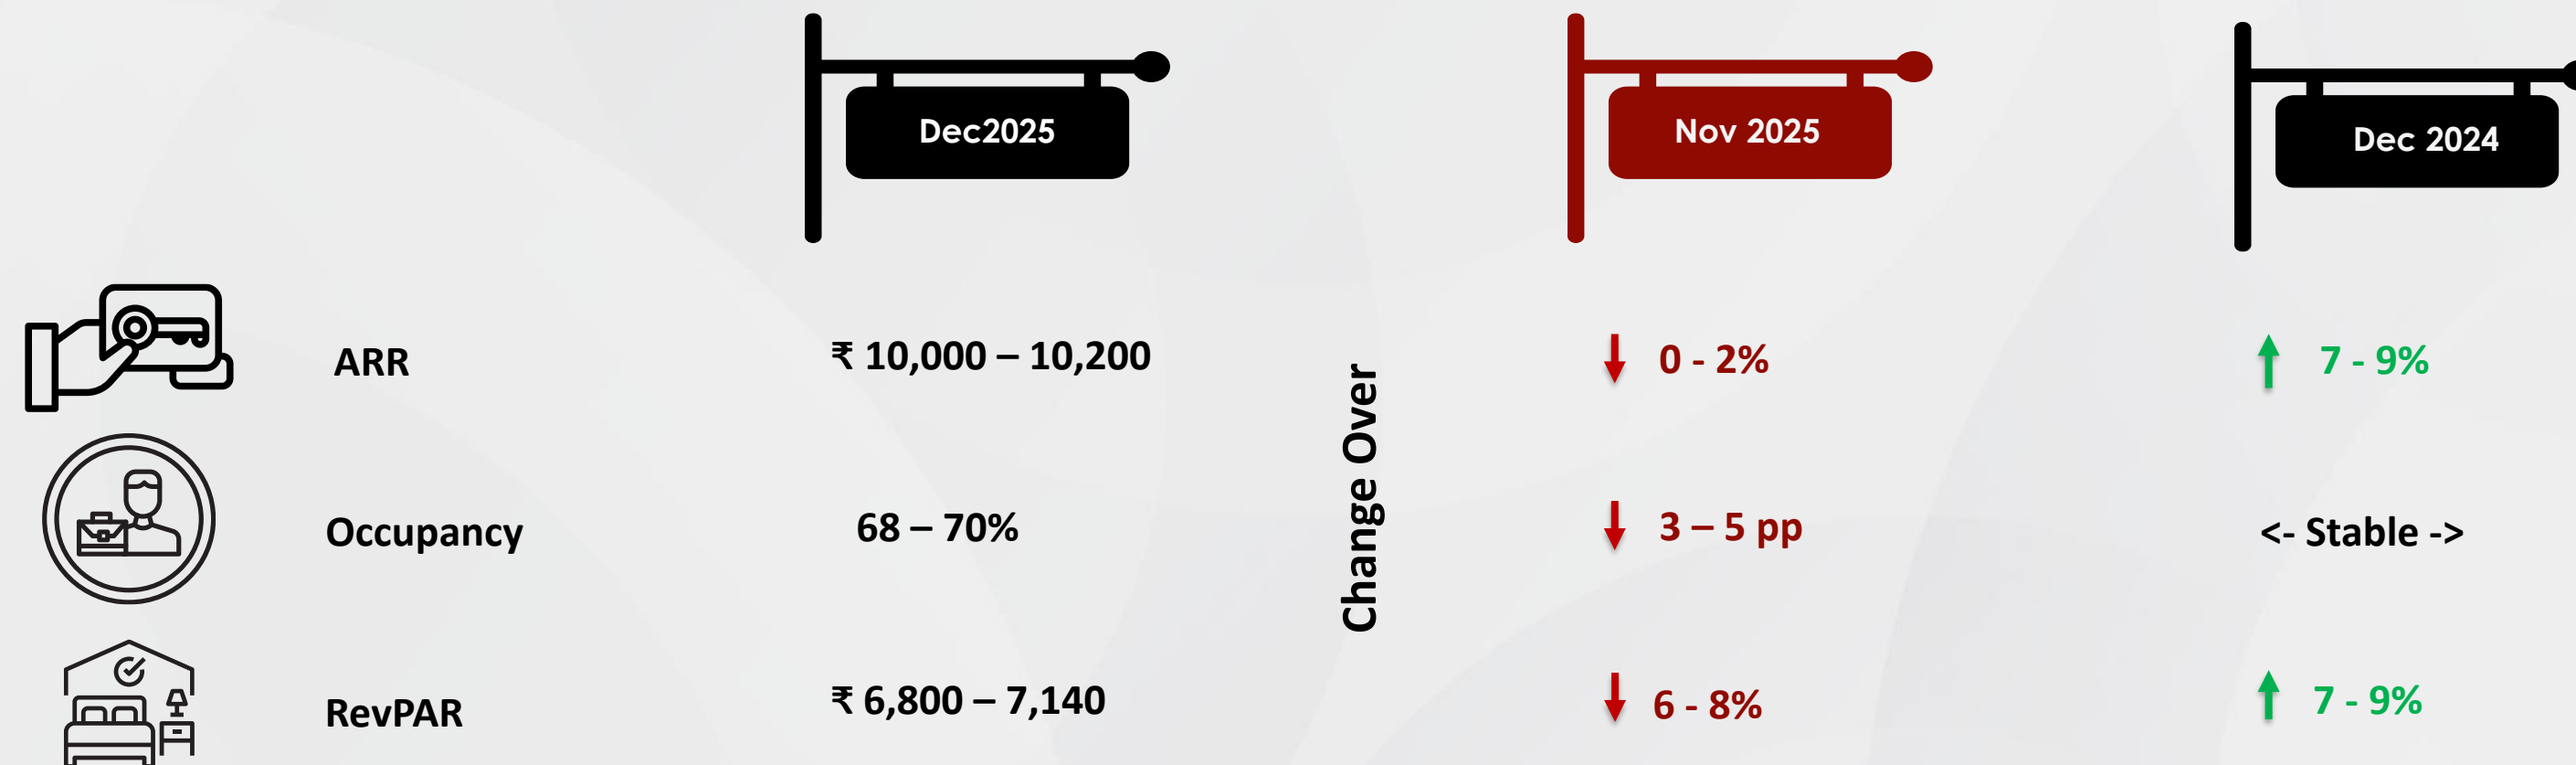 Dec2025
Nov 2025
Dec 2024
ARR
₹ 10,000 – 10,200
0 - 2%
7 - 9%
Change Over
Occupancy
68 – 70%
3 – 5 pp
<- Stable ->
RevPAR
₹ 6,800 – 7,140
6 - 8%
7 - 9%